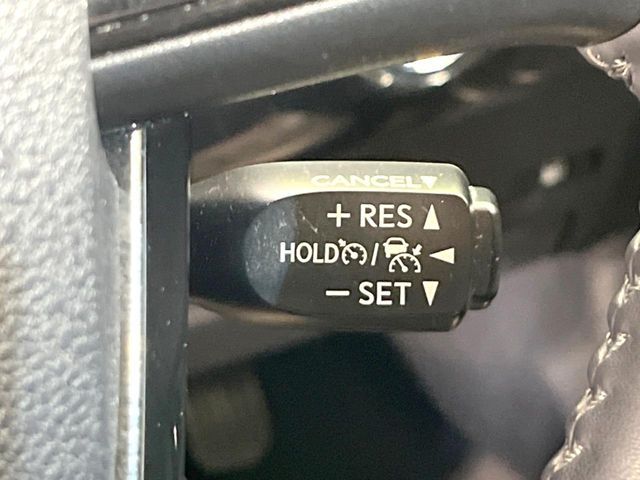 CANCEL▼
+ RES ▲
HOLD / ◄
− SET ▼